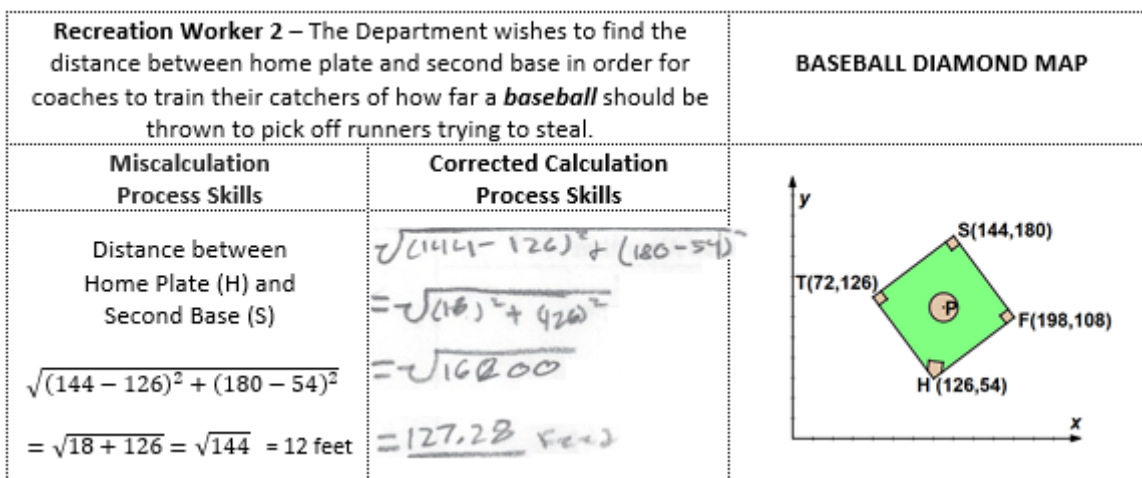 Recreation Worker 2 – The Department wishes to find the
distance between home plate and second base in order for
coaches to train their catchers of how far a baseball should be
thrown to pick off runners trying to steal.
BASEBALL DIAMOND MAP
Miscalculation
Process Skills
Corrected Calculation
Process Skills
Distance between
Home Plate (H) and
Second Base (S)
√(144 − 126)² + (180 − 54)²
= √18 + 126 = √144 = 12 feet
√(144 − 126)² + (180 − 54)²
= √(18)² + (126)²
= √16200
= 127.28
y
S(144,180)
T(72,126)
P
F(198,108)
H (126,54)
x